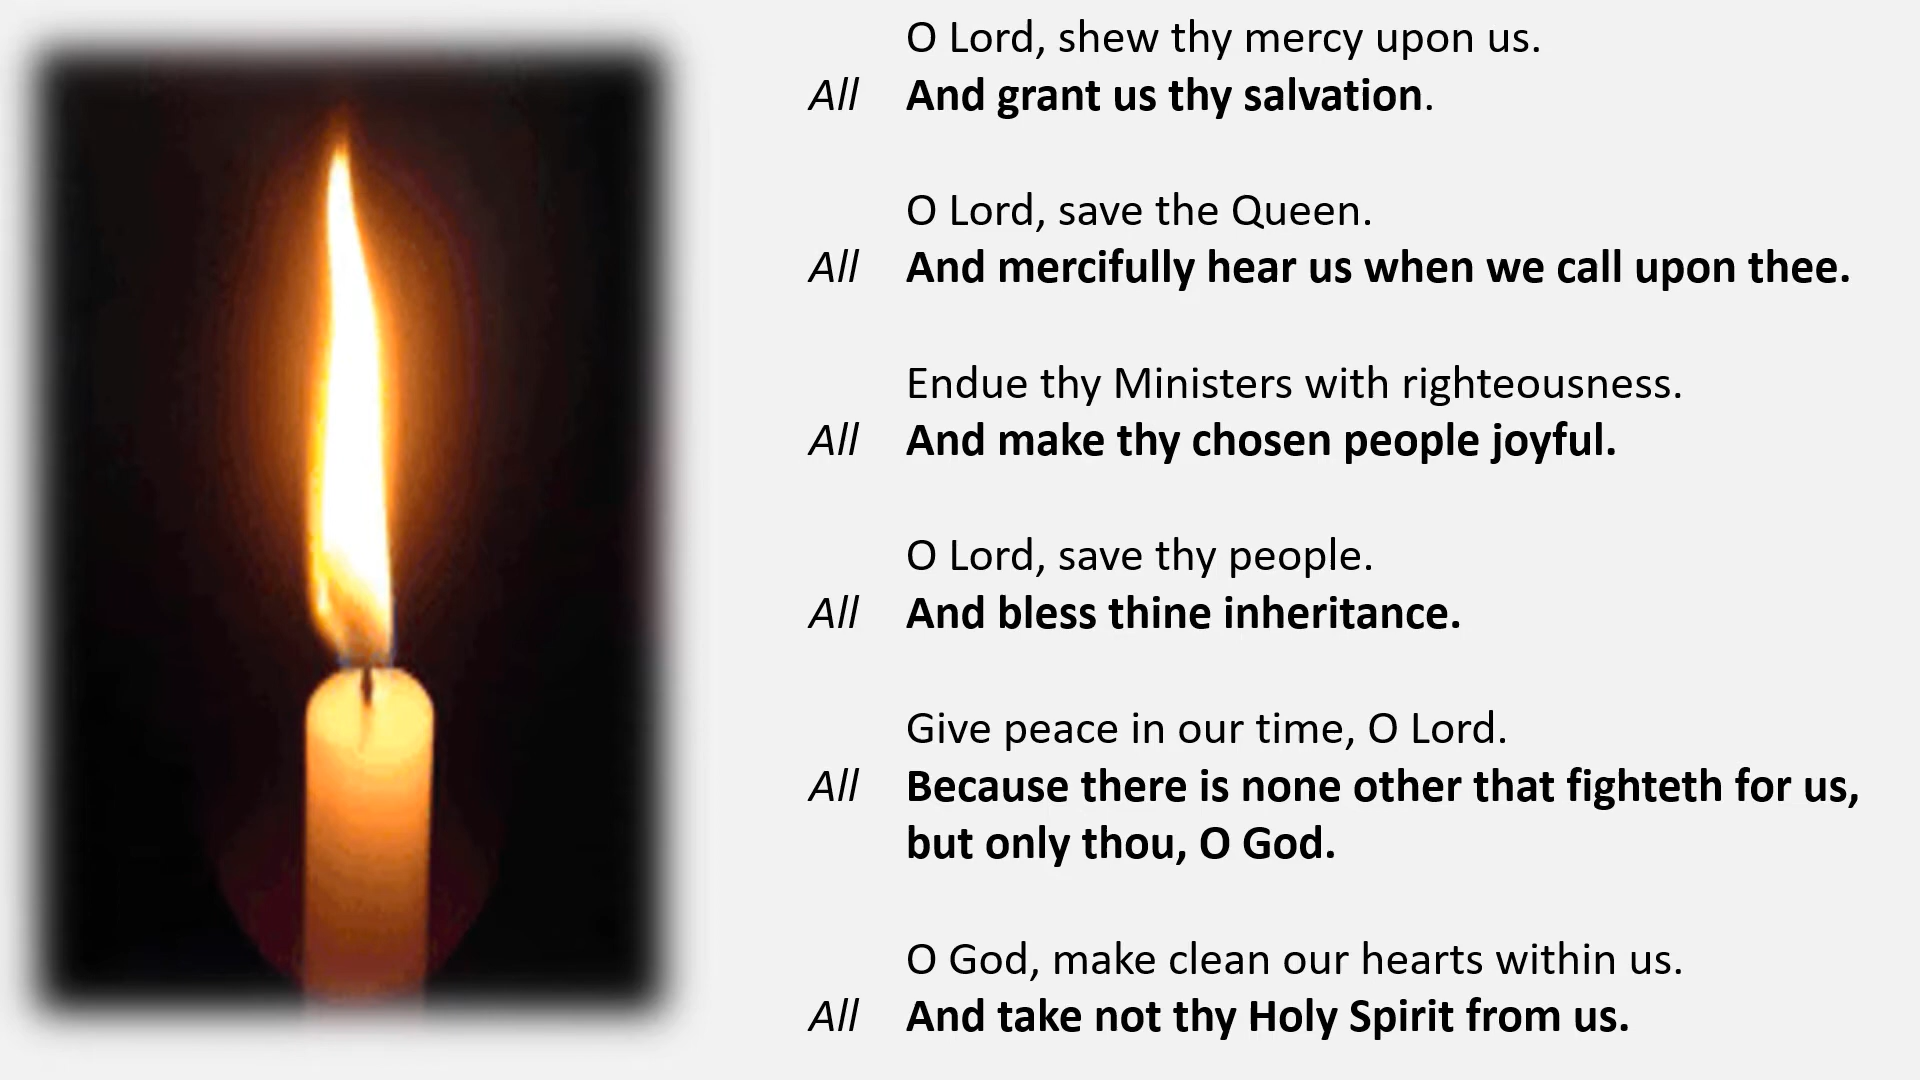 O Lord, shew thy mercy upon us.
All And grant us thy salvation.
O Lord, save the Queen.
All And mercifully hear us when we call upon thee.
Endue thy Ministers with righteousness.
All And make thy chosen people joyful.
O Lord, save thy people.
All And bless thine inheritance.
Give peace in our time, O Lord.
All Because there is none other that fighteth for us,
but only thou, O God.
O God, make clean our hearts within us.
All And take not thy Holy Spirit from us.